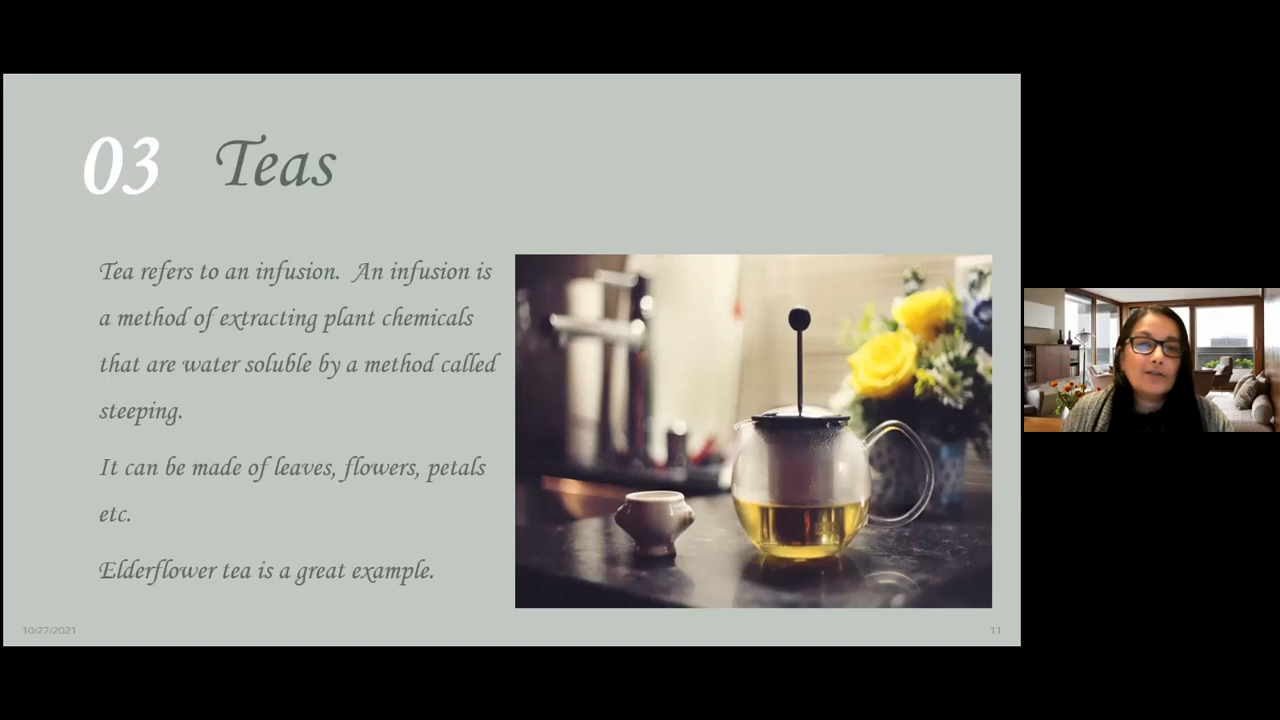 03 Teas
Tea refers to an infusion. An infusion is
a method of extracting plant chemicals
that are water soluble by a method called
steeping.
It can be made of leaves, flowers, petals
etc.
Elderflower tea is a great example.
10/27/2021
11